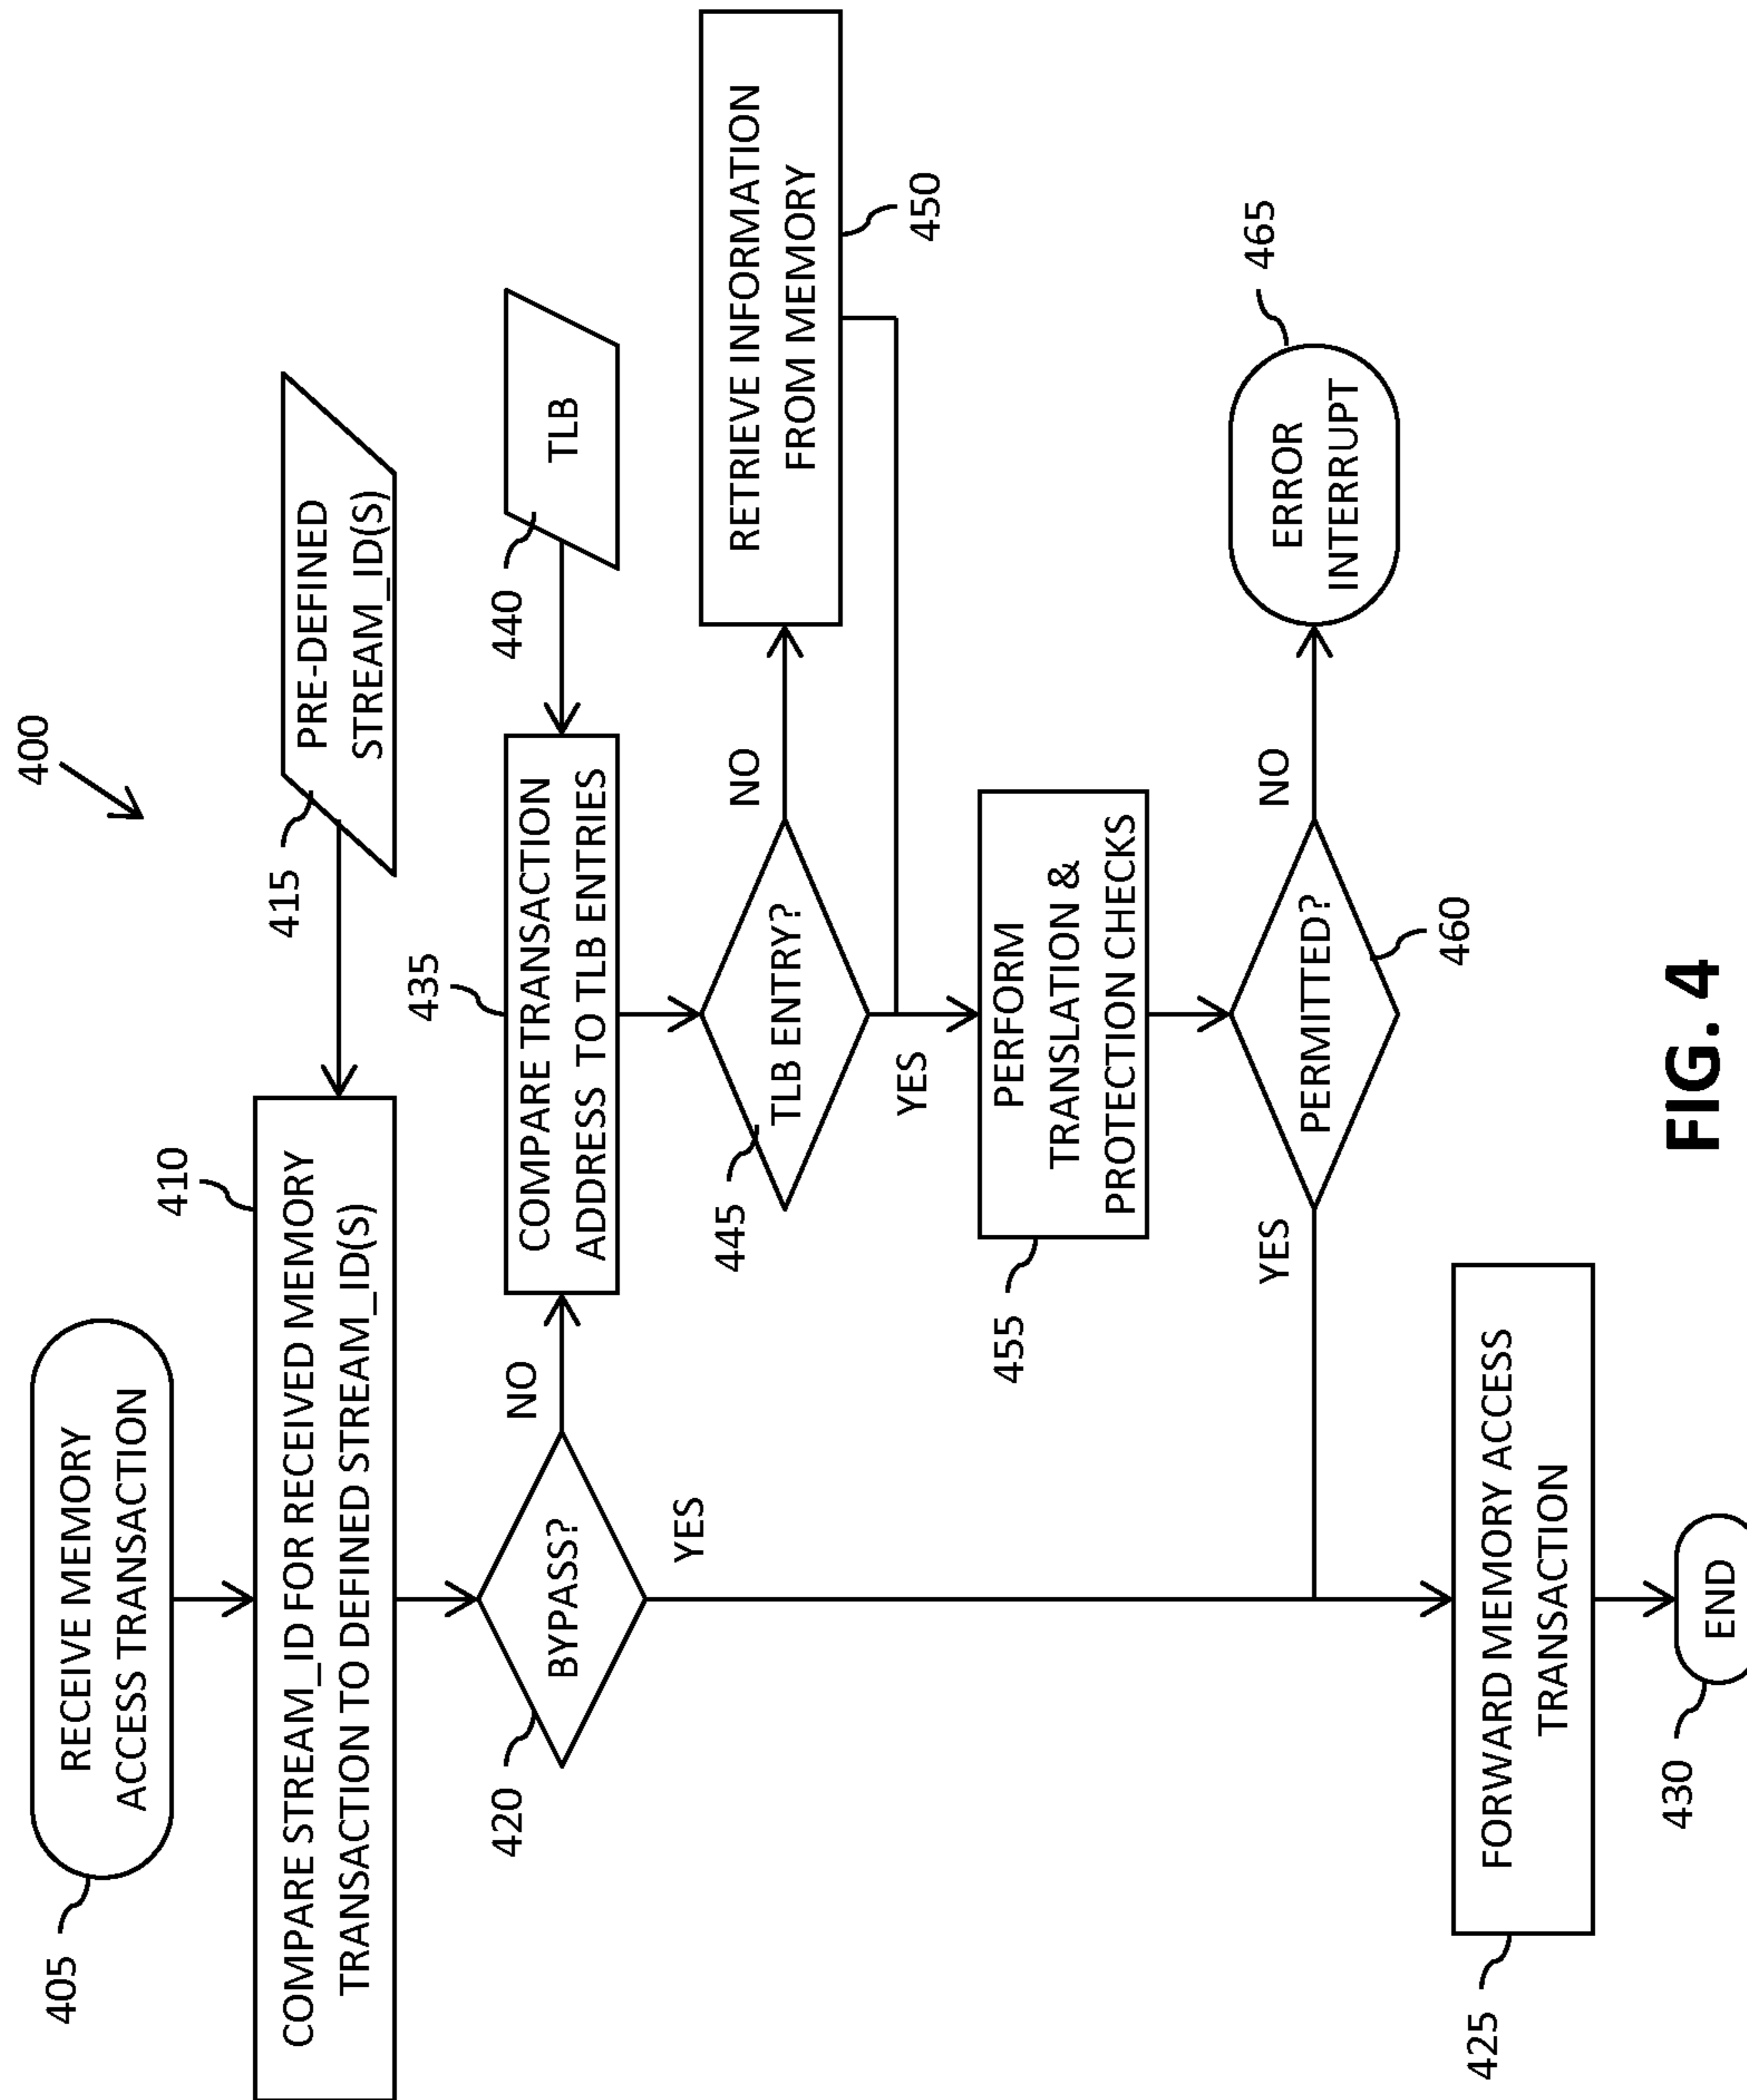 400
405
RECEIVE MEMORY
ACCESS TRANSACTION
410
COMPARE STREAM_ID FOR RECEIVED MEMORY
TRANSACTION TO DEFINED STREAM_ID(S)
415
PRE-DEFINED
STREAM_ID(S)
420
BYPASS?
NO
YES
435
COMPARE TRANSACTION
ADDRESS TO TLB ENTRIES
440
TLB
445
TLB ENTRY?
NO
YES
RETRIEVE INFORMATION
FROM MEMORY
450
455
PERFORM
TRANSLATION &
PROTECTION CHECKS
PERMITTED?
460
NO
YES
465
ERROR
INTERRUPT
425
FORWARD MEMORY ACCESS
TRANSACTION
430
END
FIG. 4